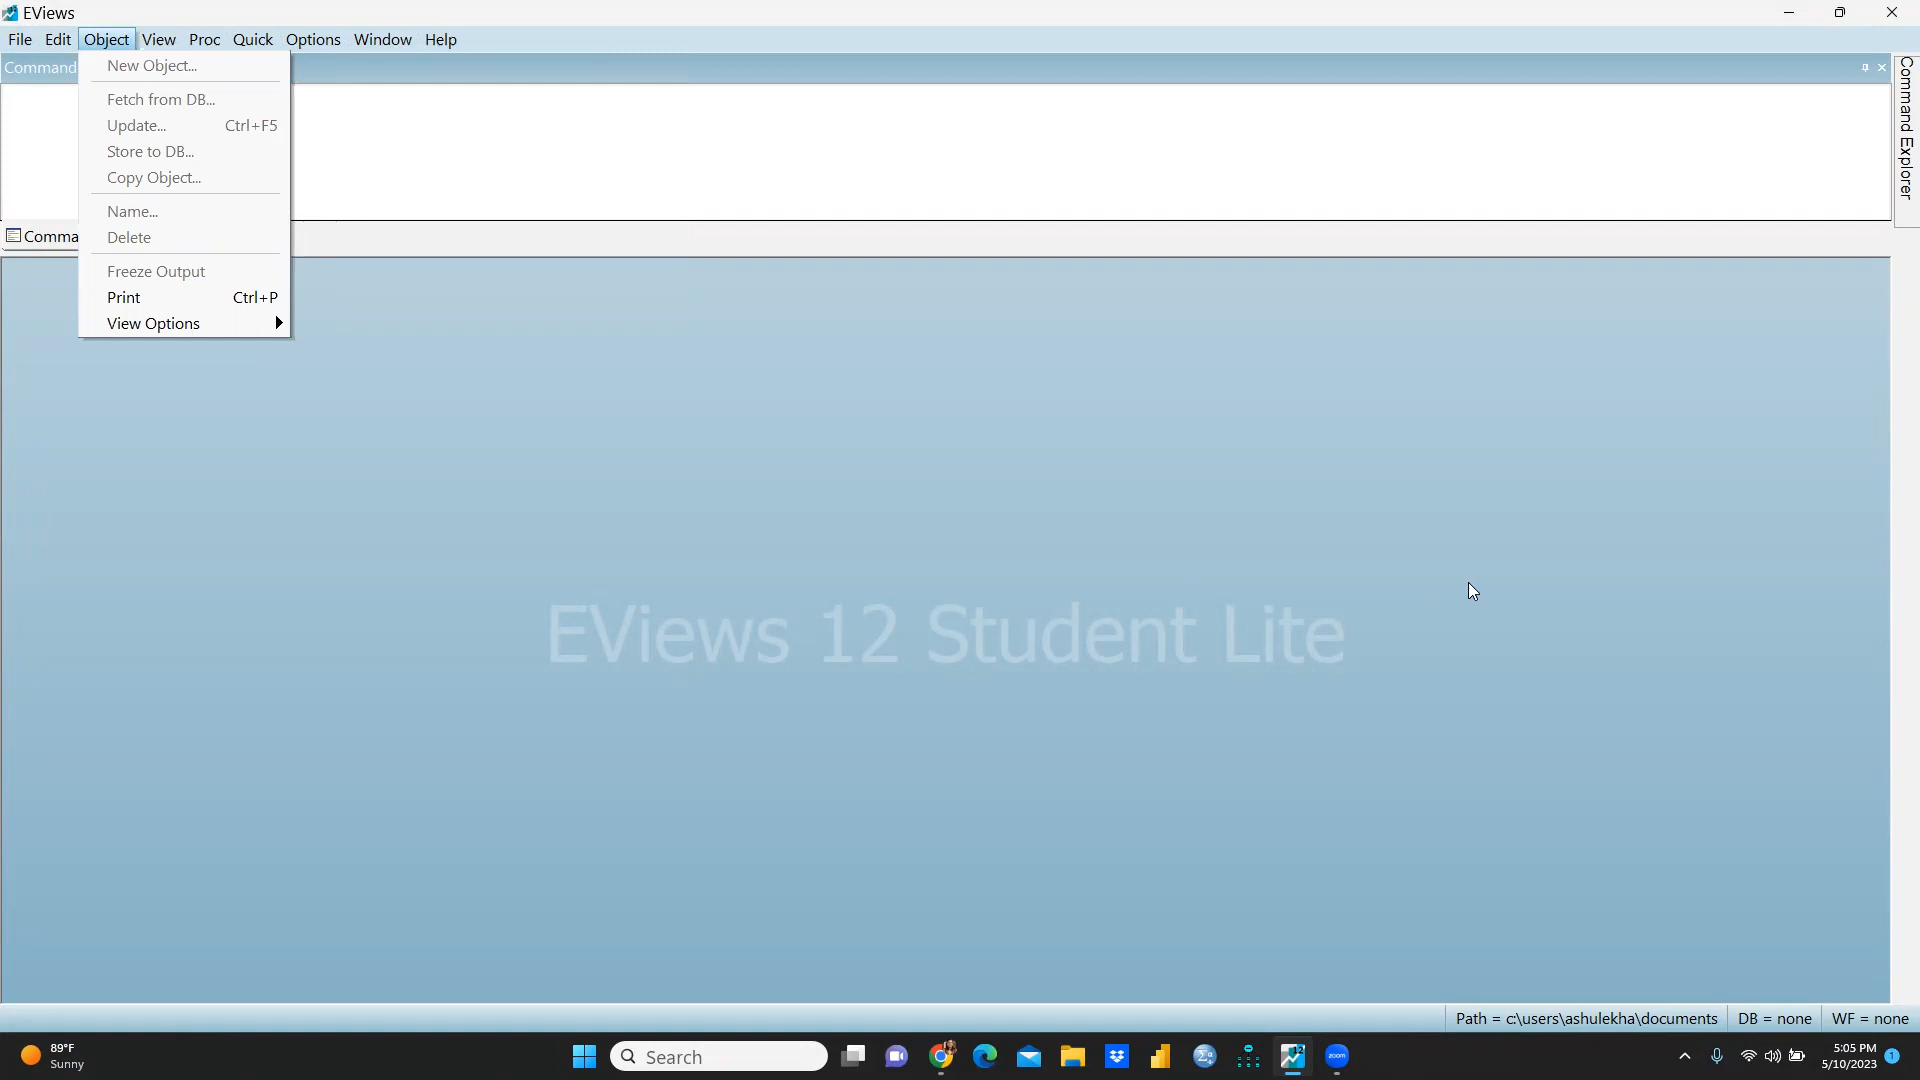 EViews
File Edit Object View Proc Quick Options Window Help
Command
New Object...
Fetch from DB...
Update... Ctrl+F5
Store to DB...
Copy Object...
Name...
Delete
Freeze Output
Print Ctrl+P
View Options
Comma
Command Explorer
EViews 12 Student Lite
Path = c:\users\ashulekha\documents DB = none WF = none
89°F
Sunny
Search
zoom
5:05 PM
5/10/2023
1